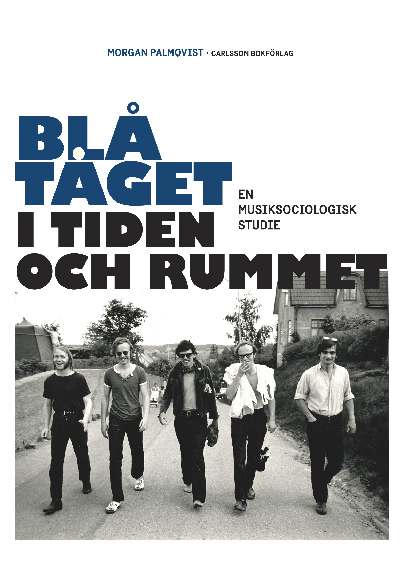 MORGAN PALMQVIST · CARLSSON BOKFÖRLAG
BLÅ
TÅGET
I TIDEN
OCH RUMMET
EN
MUSIKSOCIOLOGISK
STUDIE